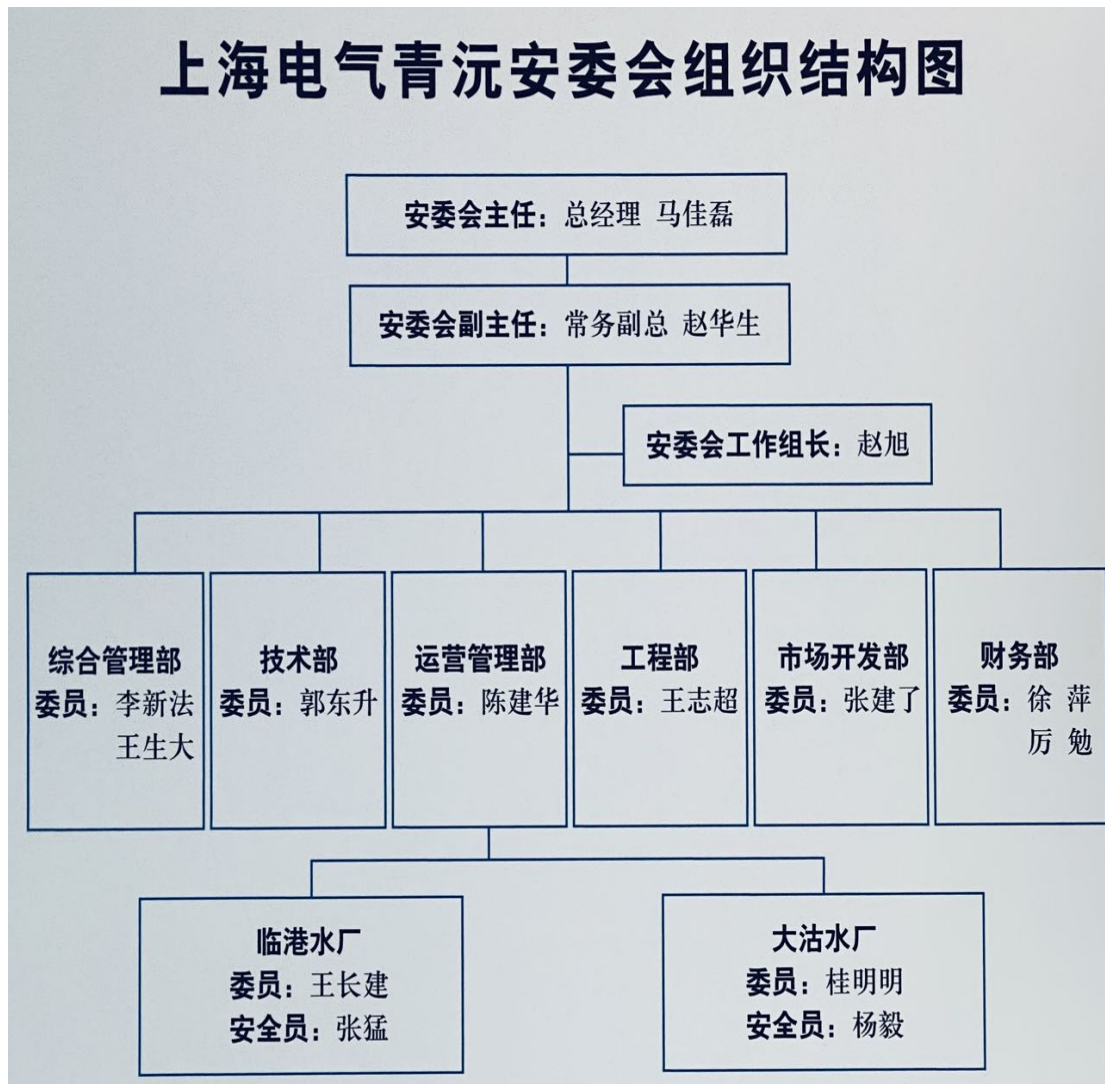 上海电气青沅安委会组织结构图
安委会主任：总经理 马佳磊
安委会副主任：常务副总 赵华生
安委会工作组长：赵旭
综合管理部
委员：李新法
王生大
技术部
委员：郭东升
运营管理部
委员：陈建华
工程部
委员：王志超
市场开发部
委员：张建了
财务部
委员：徐 萍
厉 勉
临港水厂
委员：王长建
安全员：张猛
大沽水厂
委员：桂明明
安全员：杨毅